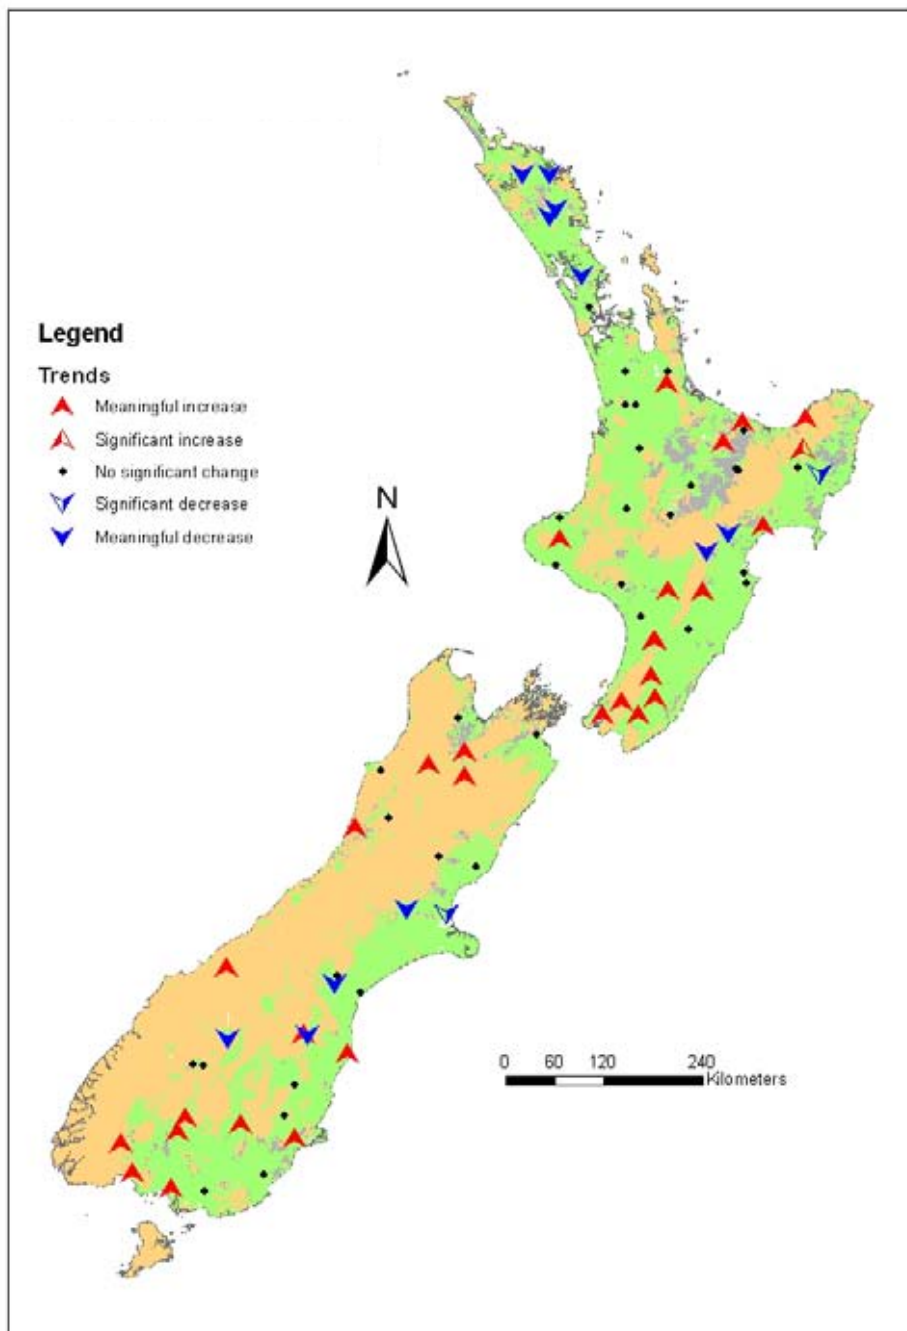 Legend
Trends
Meaningful increase
Significant increase
No significant change
Significant decrease
Meaningful decrease
N
0 60 120 240
Kilometers